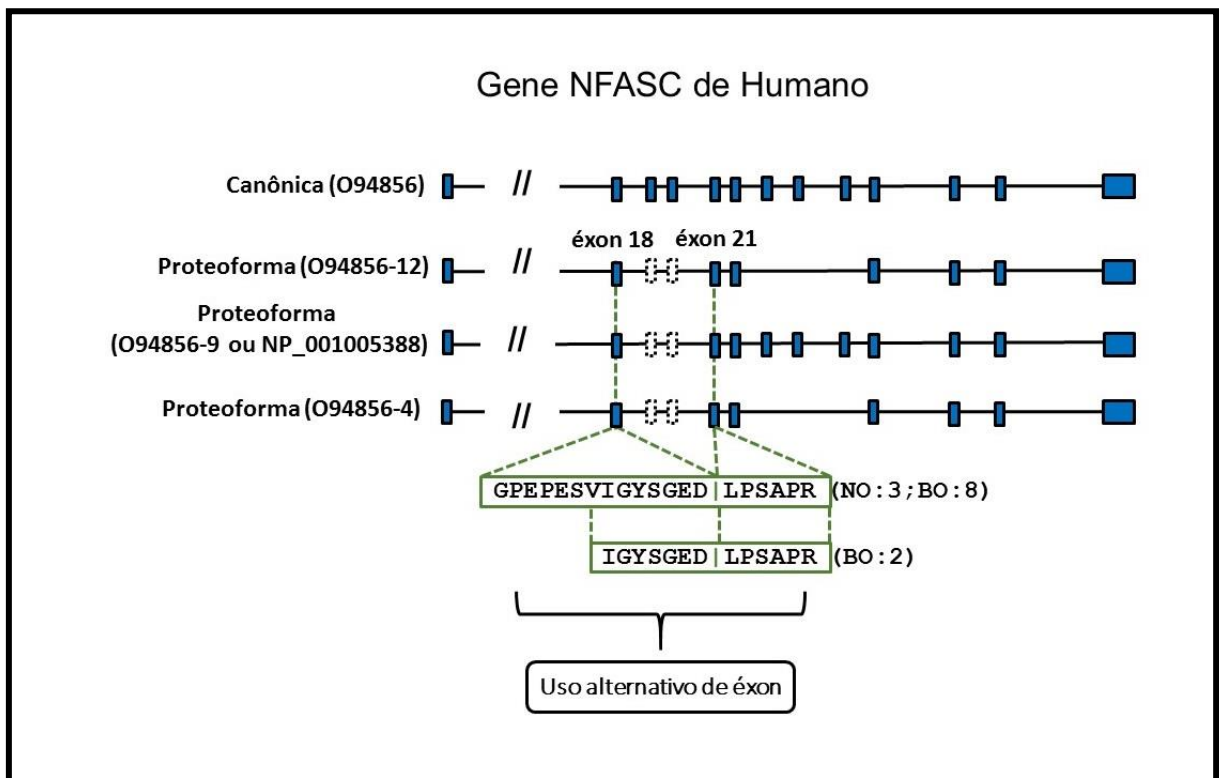 Gene NFASC de Humano
Canônica (O94856)
//
éxon 18 éxon 21
Proteoforma (O94856-12)
//
Proteoforma
(O94856-9 ou NP_001005388)
//
Proteoforma (O94856-4)
//
GPEPESVIGYSGED|LPSAPR (NO:3;BO:8)
IGYSGED|LPSAPR (BO:2)
Uso alternativo de éxon